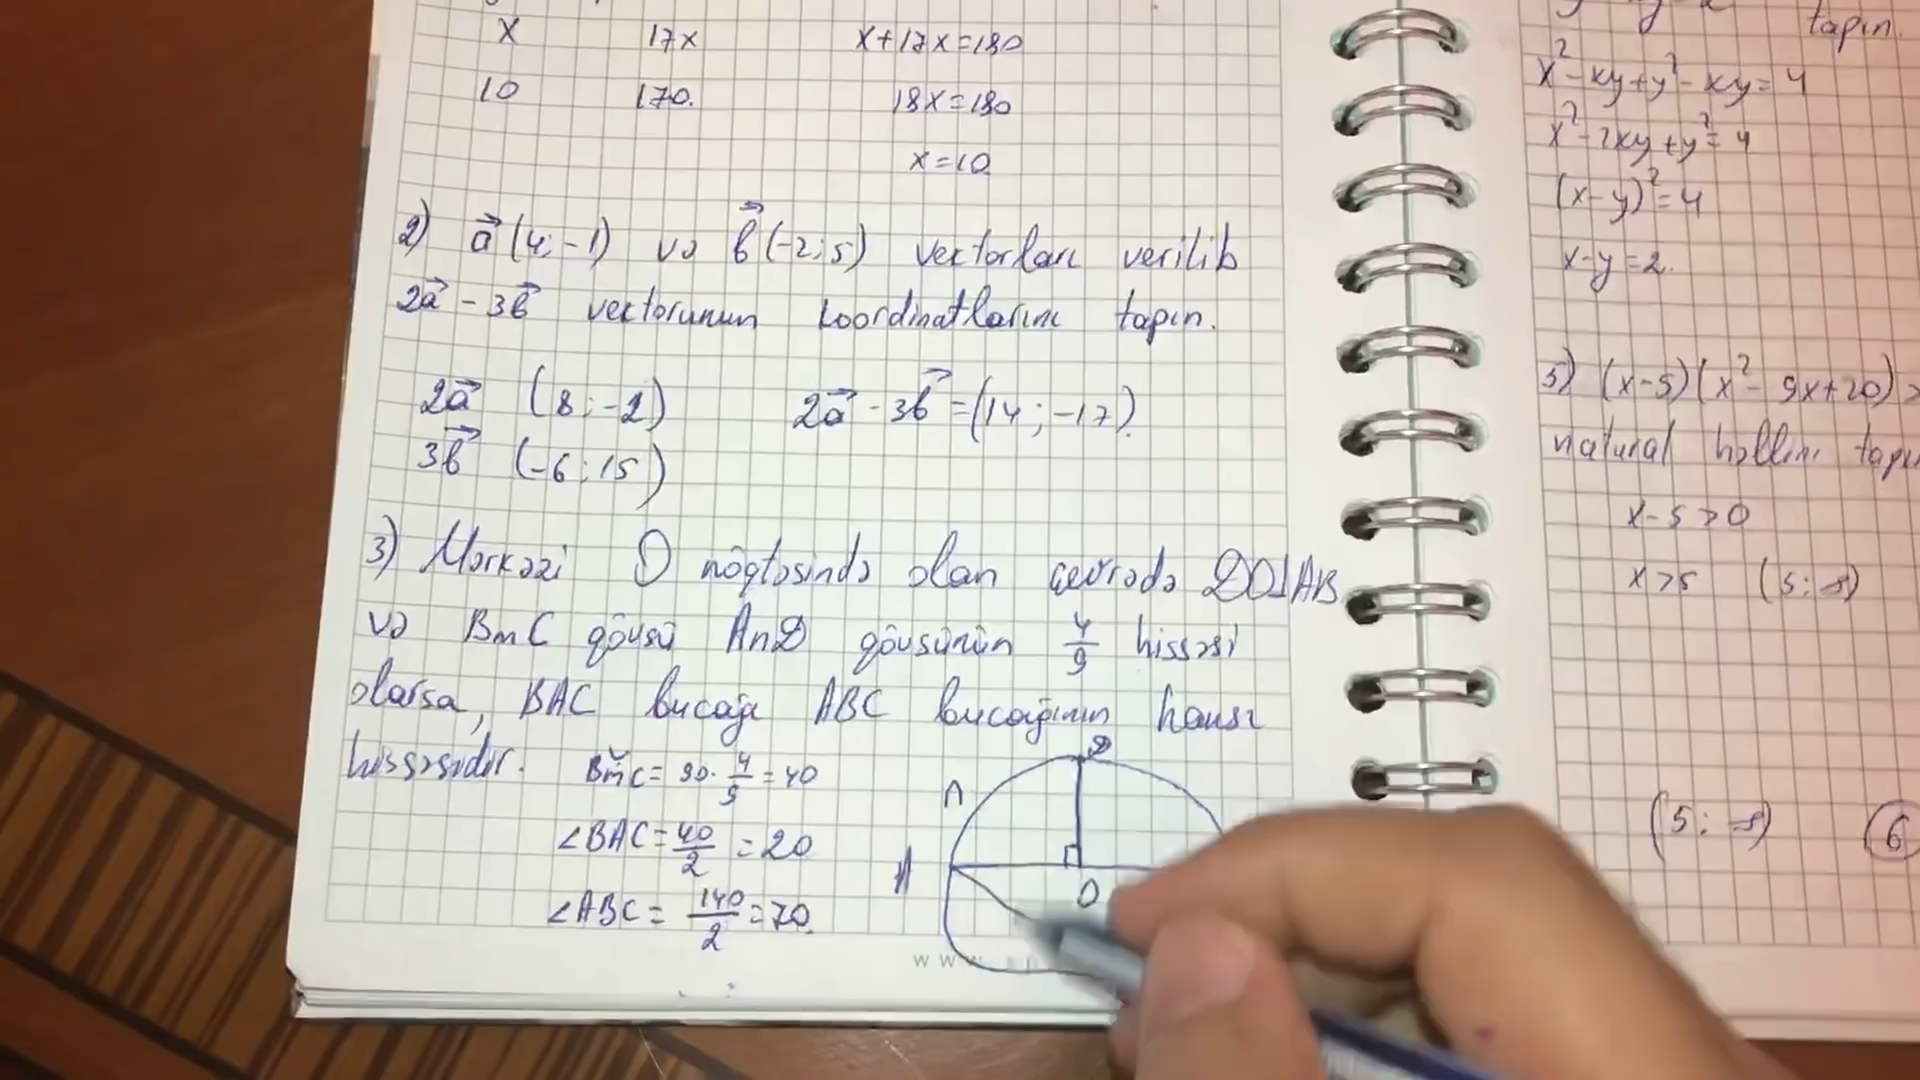 x 17x x+17x=180
10 170. 18x=180
x=10
2) a⃗(4;-1) və b⃗(-2;5) vectorları verilib
2a⃗ - 3b⃗ vectorunun koordinatlarını tapın.
2a⃗ (8;-2) 2a⃗ - 3b⃗ =(14;-17).
3b⃗ (-6;15)
3) Mərkəzi O nöqtəsində olan çevrədə DO⊥AB
və BmC qövsü AnD qövsünün 4/9 hissəsi
olarsa, BAC bucağı ABC bucağının hansı
hissəsidir. BmC = 90·4/9=40
∠BAC=40/2=20
∠ABC=140/2=70.
D
n
A
O
tapın.
x²-xy+y²-xy=4
x²-2xy+y²=4
(x-y)²=4
x-y=2.
5) (x-5)(x²-9x+20)>
natural həllini
x-5>0
x>5 (5;∞)
(5;∞) 6